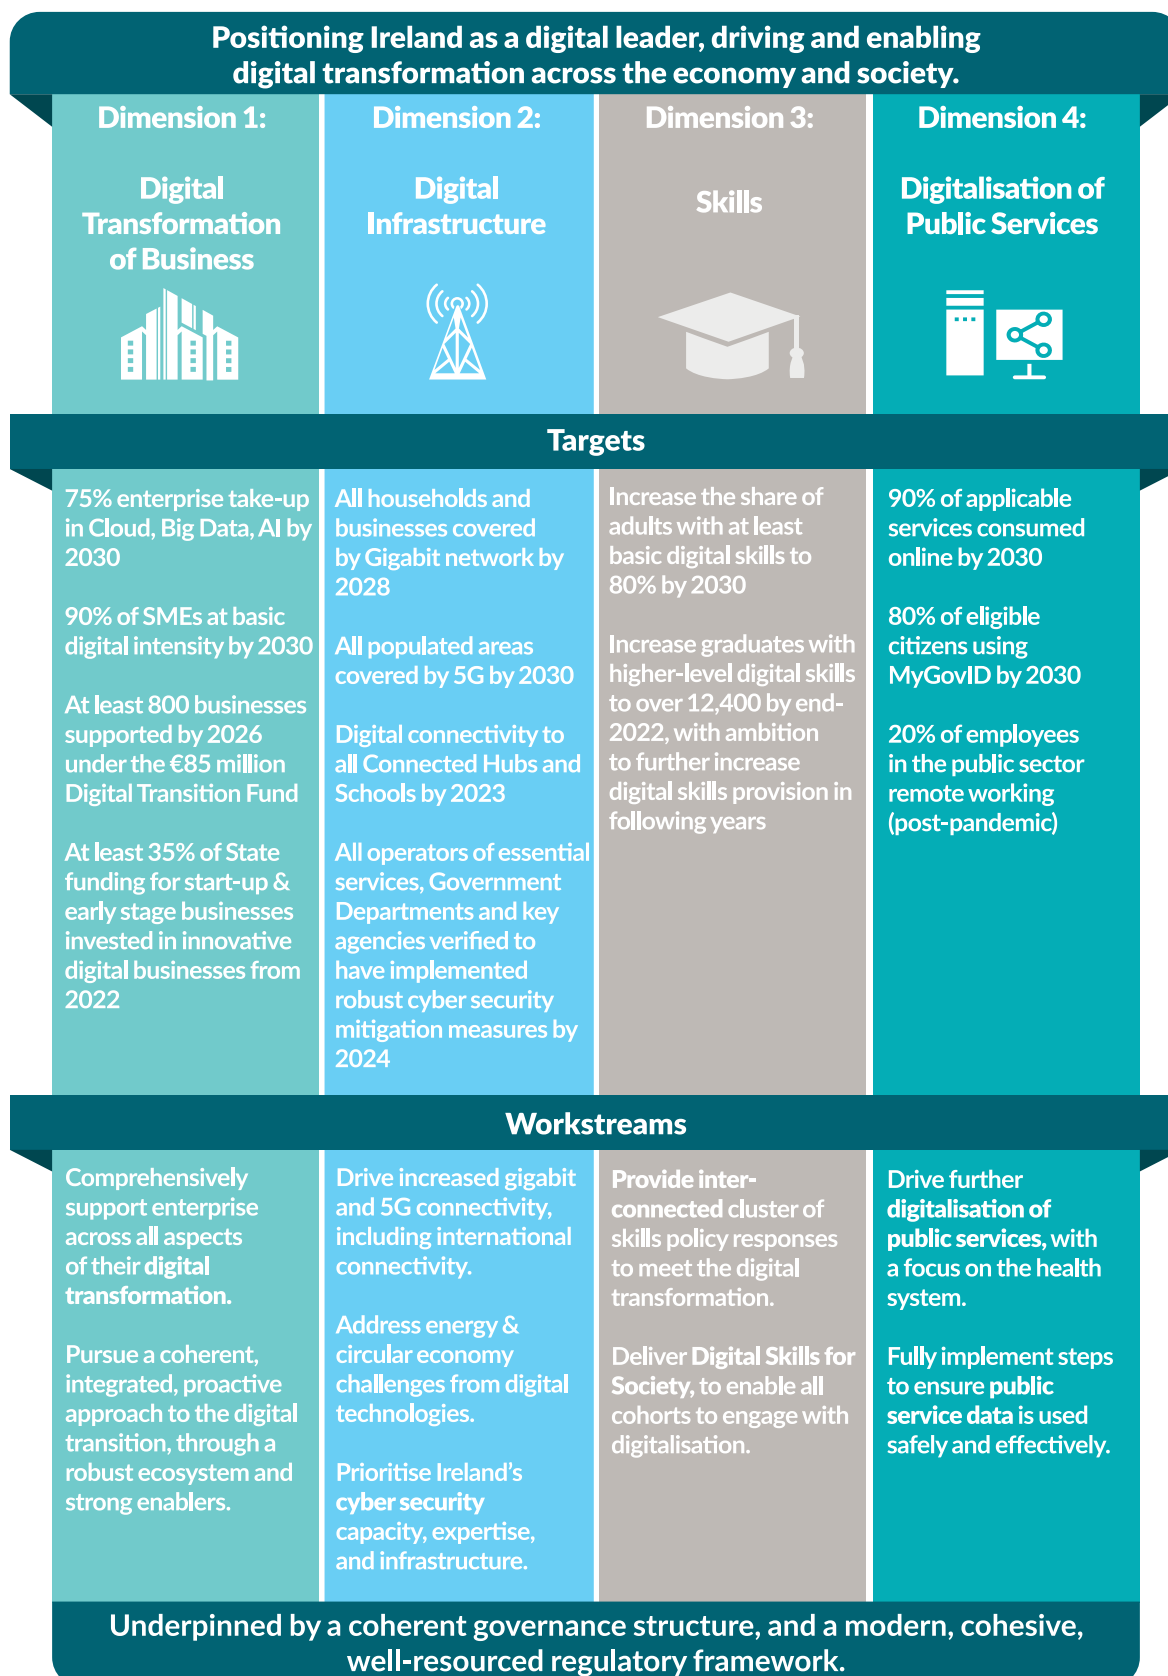 Positioning Ireland as a digital leader, driving and enabling
digital transformation across the economy and society.
Dimension 1:
Digital
Transformation
of Business
Dimension 2:
Digital
Infrastructure
Dimension 3:
Skills
Dimension 4:
Digitalisation of
Public Services
Targets
75% enterprise take-up
in Cloud, Big Data, AI by
2030
90% of SMEs at basic
digital intensity by 2030
At least 800 businesses
supported by 2026
under the €85 million
Digital Transition Fund
At least 35% of State
funding for start-up &
early stage businesses
invested in innovative
digital businesses from
2022
All households and
businesses covered
by Gigabit network by
2028
All populated areas
covered by 5G by 2030
Digital connectivity to
all Connected Hubs and
Schools by 2023
All operators of essential
services, Government
Departments and key
agencies verified to
have implemented
robust cyber security
mitigation measures by
2024
Increase the share of
adults with at least
basic digital skills to
80% by 2030
Increase graduates with
higher-level digital skills
to over 12,400 by end-
2022, with ambition
to further increase
digital skills provision in
following years
90% of applicable
services consumed
online by 2030
80% of eligible
citizens using
MyGovID by 2030
20% of employees
in the public sector
remote working
(post-pandemic)
Workstreams
Comprehensively
support enterprise
across all aspects
of their digital
transformation.
Pursue a coherent,
integrated, proactive
approach to the digital
transition, through a
robust ecosystem and
strong enablers.
Drive increased gigabit
and 5G connectivity,
including international
connectivity.
Address energy &
circular economy
challenges from digital
technologies.
Prioritise Ireland's
cyber security
capacity, expertise,
and infrastructure.
Provide inter-
connected cluster of
skills policy responses
to meet the digital
transformation.
Deliver Digital Skills for
Society, to enable all
cohorts to engage with
digitalisation.
Drive further
digitalisation of
public services, with
a focus on the health
system.
Fully implement steps
to ensure public
service data is used
safely and effectively.
Underpinned by a coherent governance structure, and a modern, cohesive,
well-resourced regulatory framework.